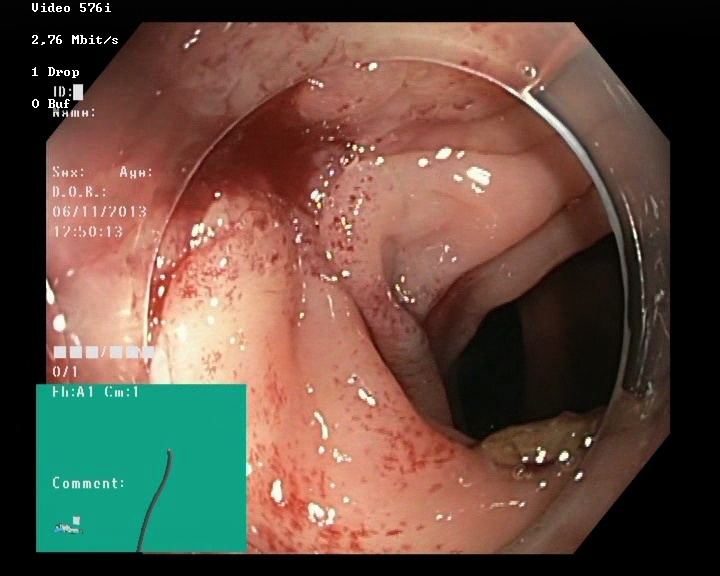 Video 576i
2,76 Mbit/s
1 Drop
ID:
0 Buf
Name:
Sex: Age:
D.O.B.:
06/11/2013
12:50:13
/
0/1
Eh:A1 Cm:1
Comment: